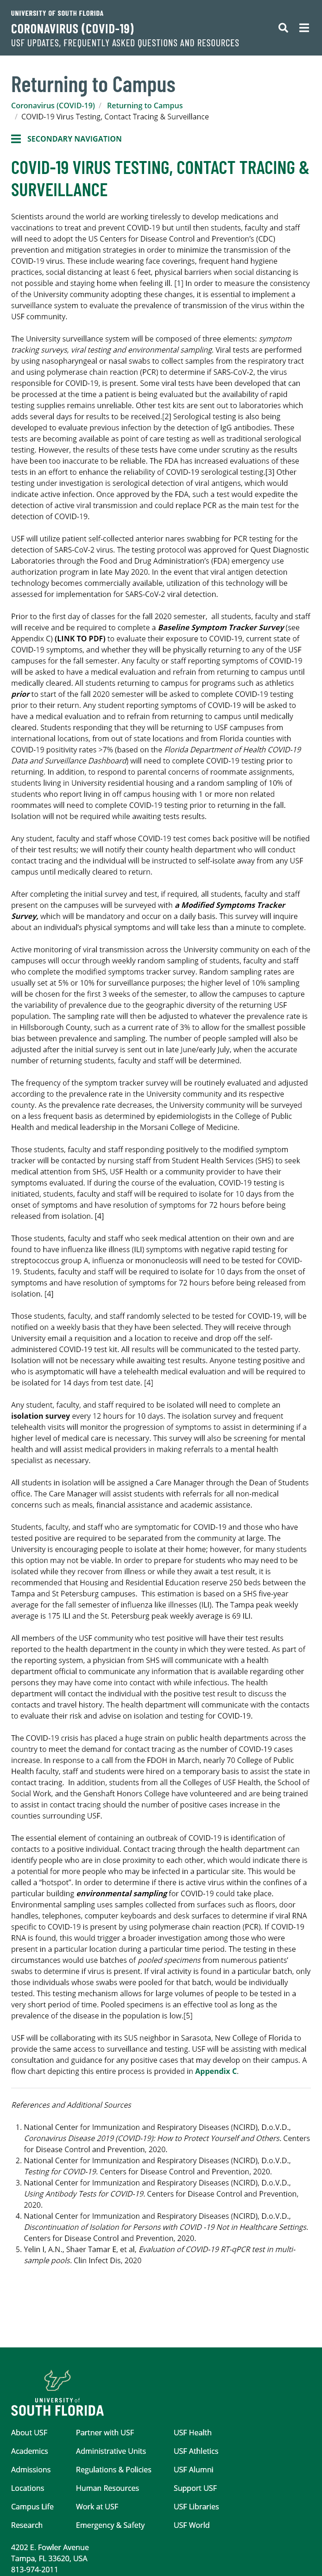 UNIVERSITY OF SOUTH FLORIDA
CORONAVIRUS (COVID-19)
USF UPDATES, FREQUENTLY ASKED QUESTIONS AND RESOURCES
Returning to Campus
Coronavirus (COVID-19) / Returning to Campus
/ COVID-19 Virus Testing, Contact Tracing & Surveillance
SECONDARY NAVIGATION
COVID-19 VIRUS TESTING, CONTACT TRACING &
SURVEILLANCE
Scientists around the world are working tirelessly to develop medications and
vaccinations to treat and prevent COVID-19 but until then students, faculty and staff
will need to adopt the US Centers for Disease Control and Prevention's (CDC)
prevention and mitigation strategies in order to minimize the transmission of the
COVID-19 virus. These include wearing face coverings, frequent hand hygiene
practices, social distancing at least 6 feet, physical barriers when social distancing is
not possible and staying home when feeling ill. [1] In order to measure the consistency
of the University community adopting these changes, it is essential to implement a
surveillance system to evaluate the prevalence of transmission of virus within the
USF community.
The University surveillance system will be composed of three elements: symptom
tracking surveys, viral testing and environmental sampling. Viral tests are performed
by using nasopharyngeal or nasal swabs to collect samples from the respiratory tract
and using polymerase chain reaction (PCR) to determine if SARS-CoV-2, the virus
responsible for COVID-19, is present. Some viral tests have been developed that can
be processed at the time a patient is being evaluated but the availability of rapid
testing supplies remains unreliable. Other test kits are sent out to laboratories which
adds several days for results to be received.[2] Serological testing is also being
developed to evaluate previous infection by the detection of IgG antibodies. These
tests are becoming available as point of care testing as well as traditional serological
testing. However, the results of these tests have come under scrutiny as the results
have been too inaccurate to be reliable. The FDA has increased evaluations of these
tests in an effort to enhance the reliability of COVID-19 serological testing.[3] Other
testing under investigation is serological detection of viral antigens, which would
indicate active infection. Once approved by the FDA, such a test would expedite the
detection of active infection and could replace PCR as the main test for the
detection of COVID-19.
USF will utilize patient self-collected anterior nares swabbing for PCR testing for the
detection of SARS-CoV-2 virus. The testing protocol was approved for Quest Diagnostic
Laboratories through the Food and Drug Administration's (FDA) emergency use
authorization program in late May 2020. In the event that viral antigen detection
technology becomes commercially available, utilization of this technology will be
assessed for implementation for SARS-CoV-2 viral detection.
Prior to the first day of classes for the fall 2020 semester, all students, faculty and staff
will receive and be required to complete a Baseline Symptom Tracker Survey (see
Appendix C) (LINK TO PDF) to evaluate their exposure to COVID-19, current state of
COVID-19 symptoms, and whether they will be physically returning to any of the USF
campuses for the fall semester. Any faculty or staff reporting symptoms of COVID-19
will be asked to have a medical evaluation and refrain from returning to campus until
medically cleared. All students returning to campus for programs such as athletics
prior to start of the fall 2020 semester will be asked to complete COVID-19 testing
prior to their return. Any student reporting symptoms of COVID-19 will be asked to
have a medical evaluation and to refrain from returning to campus until medically
cleared. Students responding that they will be returning to USF campuses from
international locations, from out of state locations and from Florida counties with
COVID-19 positivity rates >7% (based on the Florida Department of Health COVID-19
Data and Surveillance Dashboard) will need to complete COVID-19 testing prior to
returning. In addition, to respond to parental concerns of roommate assignments,
students living in University residential housing and a random sampling of 10% of
students who report living in off campus housing with 1 or more non related
roommates will need to complete COVID-19 testing prior to returning in the fall.
Isolation will not be required while awaiting tests results.
Any student, faculty and staff whose COVID-19 test comes back positive will be notified
of their test results; we will notify their county health department who will conduct
contact tracing and the individual will be instructed to self-isolate away from any USF
campus until medically cleared to return.
After completing the initial survey and test, if required, all students, faculty and staff
present on the campuses will be surveyed with a Modified Symptoms Tracker
Survey, which will be mandatory and occur on a daily basis. This survey will inquire
about an individual's physical symptoms and will take less than a minute to complete.
Active monitoring of viral transmission across the University community on each of the
campuses will occur through weekly random sampling of students, faculty and staff
who complete the modified symptoms tracker survey. Random sampling rates are
usually set at 5% or 10% for surveillance purposes; the higher level of 10% sampling
will be chosen for the first 3 weeks of the semester, to allow the campuses to capture
the changing prevalence due to the geographic diversity of the returning USF
population. The sampling rate will then be adjusted to whatever the prevalence rate is
in Hillsborough County, such as a current rate of 3% to allow for the smallest possible
bias between prevalence and sampling. The number of people sampled will also be
adjusted after the initial survey is sent out in late June/early July, when the accurate
number of returning students, faculty and staff will be determined.
The frequency of the symptom tracker survey will be routinely evaluated and adjusted
according to the prevalence rate in the University community and its respective
county. As the prevalence rate decreases, the University community will be surveyed
on a less frequent basis as determined by epidemiologists in the College of Public
Health and medical leadership in the Morsani College of Medicine.
Those students, faculty and staff responding positively to the modified symptom
tracker will be contacted by nursing staff from Student Health Services (SHS) to seek
medical attention from SHS, USF Health or a community provider to have their
symptoms evaluated. If during the course of the evaluation, COVID-19 testing is
initiated, students, faculty and staff will be required to isolate for 10 days from the
onset of symptoms and have resolution of symptoms for 72 hours before being
released from isolation. [4]
Those students, faculty and staff who seek medical attention on their own and are
found to have influenza like illness (ILI) symptoms with negative rapid testing for
streptococcus group A, influenza or mononucleosis will need to be tested for COVID-
19. Students, faculty and staff will be required to isolate for 10 days from the onset of
symptoms and have resolution of symptoms for 72 hours before being released from
isolation. [4]
Those students, faculty, and staff randomly selected to be tested for COVID-19, will be
notified on a weekly basis that they have been selected. They will receive through
University email a requisition and a location to receive and drop off the self-
administered COVID-19 test kit. All results will be communicated to the tested party.
Isolation will not be necessary while awaiting test results. Anyone testing positive and
who is asymptomatic will have a telehealth medical evaluation and will be required to
be isolated for 14 days from test date. [4]
Any student, faculty, and staff required to be isolated will need to complete an
isolation survey every 12 hours for 10 days. The isolation survey and frequent
telehealth visits will monitor the progression of symptoms to assist in determining if a
higher level of medical care is necessary. This survey will also be screening for mental
health and will assist medical providers in making referrals to a mental health
specialist as necessary.
All students in isolation will be assigned a Care Manager through the Dean of Students
office. The Care Manager will assist students with referrals for all non-medical
concerns such as meals, financial assistance and academic assistance.
Students, faculty, and staff who are symptomatic for COVID-19 and those who have
tested positive are required to be separated from the community at large. The
University is encouraging people to isolate at their home; however, for many students
this option may not be viable. In order to prepare for students who may need to be
isolated while they recover from illness or while they await a test result, it is
recommended that Housing and Residential Education reserve 250 beds between the
Tampa and St Petersburg campuses. This estimation is based on a SHS five-year
average for the fall semester of influenza like illnesses (ILI). The Tampa peak weekly
average is 175 ILI and the St. Petersburg peak weekly average is 69 ILI.
All members of the USF community who test positive will have their test results
reported to the health department in the county in which they were tested. As part of
the reporting system, a physician from SHS will communicate with a health
department official to communicate any information that is available regarding other
persons they may have come into contact with while infectious. The health
department will contact the individual with the positive test result to discuss the
contact and travel history. The health department will communicate with the contacts
to evaluate their risk and advise on isolation and testing for COVID-19.
The COVID-19 crisis has placed a huge strain on public health departments across the
country to meet the demand for contact tracing as the number of COVID-19 cases
increase. In response to a call from the FDOH in March, nearly 70 College of Public
Health faculty, staff and students were hired on a temporary basis to assist the state in
contact tracing. In addition, students from all the Colleges of USF Health, the School of
Social Work, and the Genshaft Honors College have volunteered and are being trained
to assist in contact tracing should the number of positive cases increase in the
counties surrounding USF.
The essential element of containing an outbreak of COVID-19 is identification of
contacts to a positive individual. Contact tracing through the health department can
identify people who are in close proximity to each other, which would indicate there is
a potential for more people who may be infected in a particular site. This would be
called a "hotspot". In order to determine if there is active virus within the confines of a
particular building environmental sampling for COVID-19 could take place.
Environmental sampling uses samples collected from surfaces such as floors, door
handles, telephones, computer keyboards and desk surfaces to determine if viral RNA
specific to COVID-19 is present by using polymerase chain reaction (PCR). If COVID-19
RNA is found, this would trigger a broader investigation among those who were
present in a particular location during a particular time period. The testing in these
circumstances would use batches of pooled specimens from numerous patients'
swabs to determine if virus is present. If viral activity is found in a particular batch, only
those individuals whose swabs were pooled for that batch, would be individually
tested. This testing mechanism allows for large volumes of people to be tested in a
very short period of time. Pooled specimens is an effective tool as long as the
prevalence of the disease in the population is low.[5]
USF will be collaborating with its SUS neighbor in Sarasota, New College of Florida to
provide the same access to surveillance and testing. USF will be assisting with medical
consultation and guidance for any positive cases that may develop on their campus. A
flow chart depicting this entire process is provided in Appendix C.
References and Additional Sources
1. National Center for Immunization and Respiratory Diseases (NCIRD), D.o.V.D.,
Coronavirus Disease 2019 (COVID-19): How to Protect Yourself and Others. Centers
for Disease Control and Prevention, 2020.
2. National Center for Immunization and Respiratory Diseases (NCIRD), D.o.V.D.,
Testing for COVID-19. Centers for Disease Control and Prevention, 2020.
3. National Center for Immunization and Respiratory Diseases (NCIRD), D.o.V.D.,
Using Antibody Tests for COVID-19. Centers for Disease Control and Prevention,
2020.
4. National Center for Immunization and Respiratory Diseases (NCIRD), D.o.V.D.,
Discontinuation of Isolation for Persons with COVID -19 Not in Healthcare Settings.
Centers for Disease Control and Prevention, 2020.
5. Yelin I, A.N., Shaer Tamar E, et al, Evaluation of COVID-19 RT-qPCR test in multi-
sample pools. Clin Infect Dis, 2020
UNIVERSITY of
SOUTH FLORIDA
About USF
Academics
Admissions
Locations
Campus Life
Research
Partner with USF
Administrative Units
Regulations & Policies
Human Resources
Work at USF
Emergency & Safety
USF Health
USF Athletics
USF Alumni
Support USF
USF Libraries
USF World
4202 E. Fowler Avenue
Tampa, FL 33620, USA
813-974-2011